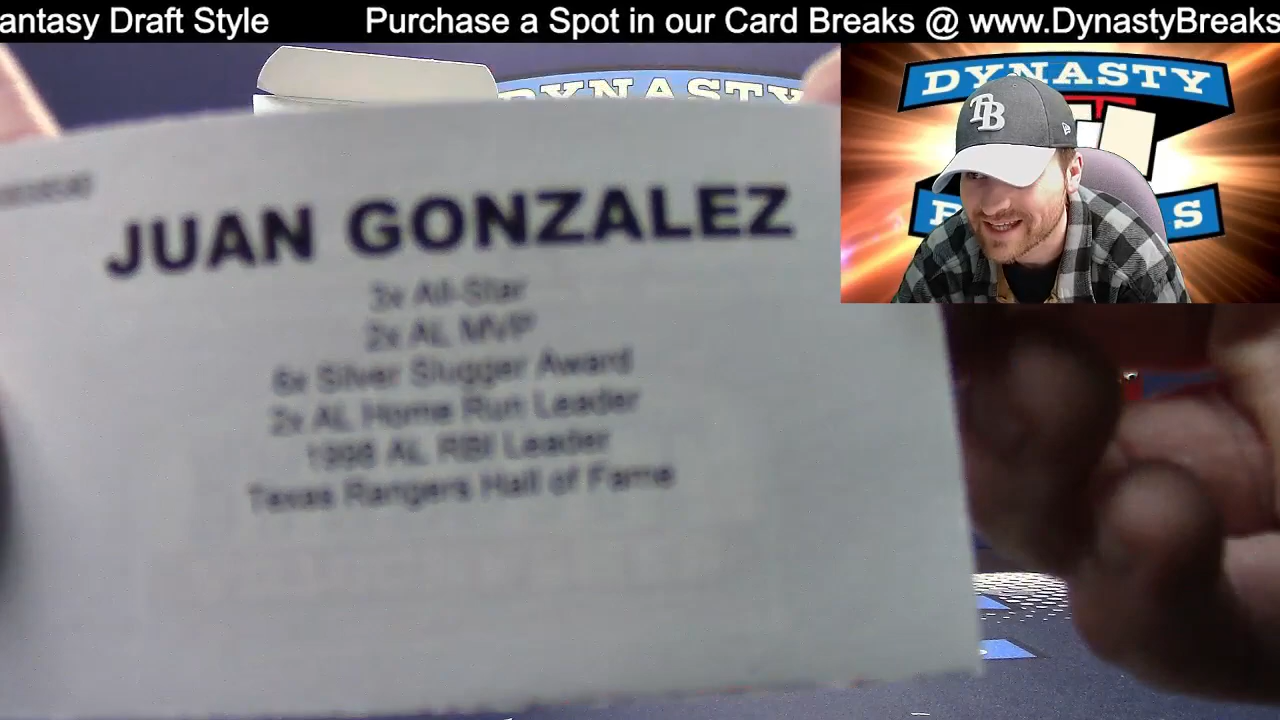 antasy Draft Style Purchase a Spot in our Card Breaks @ www.DynastyBreaks
DYNASTY
DYNASTY
S
JUAN GONZALEZ
3x All-Star
2x AL MVP
6x Silver Slugger Award
2x AL Home Run Leader
1998 AL RBI Leader
Texas Rangers Hall of Fame
TB